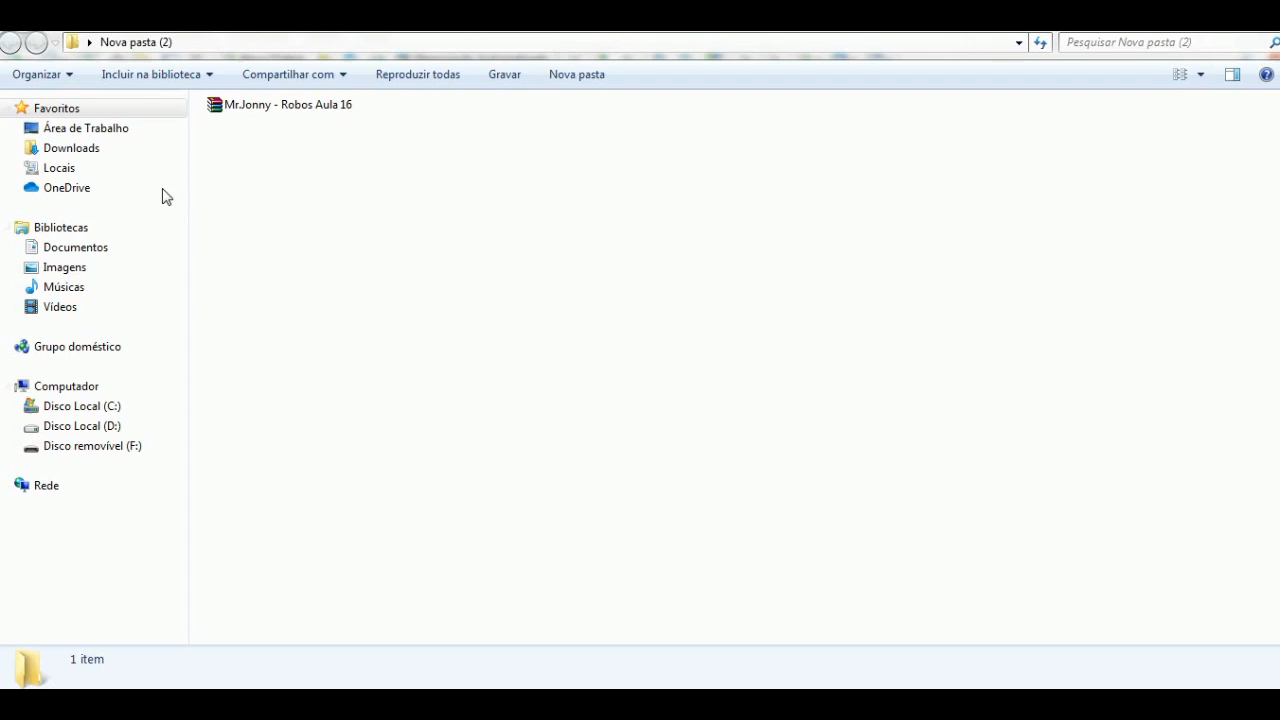 Nova pasta (2)
Pesquisar Nova pasta (2)
Organizar
Incluir na biblioteca
Compartilhar com
Reproduzir todas
Gravar
Nova pasta
Favoritos
Área de Trabalho
Downloads
Locais
OneDrive
Bibliotecas
Documentos
Imagens
Músicas
Vídeos
Grupo doméstico
Computador
Disco Local (C:)
Disco Local (D:)
Disco removível (F:)
Rede
MrJonny - Robos Aula 16
1 item